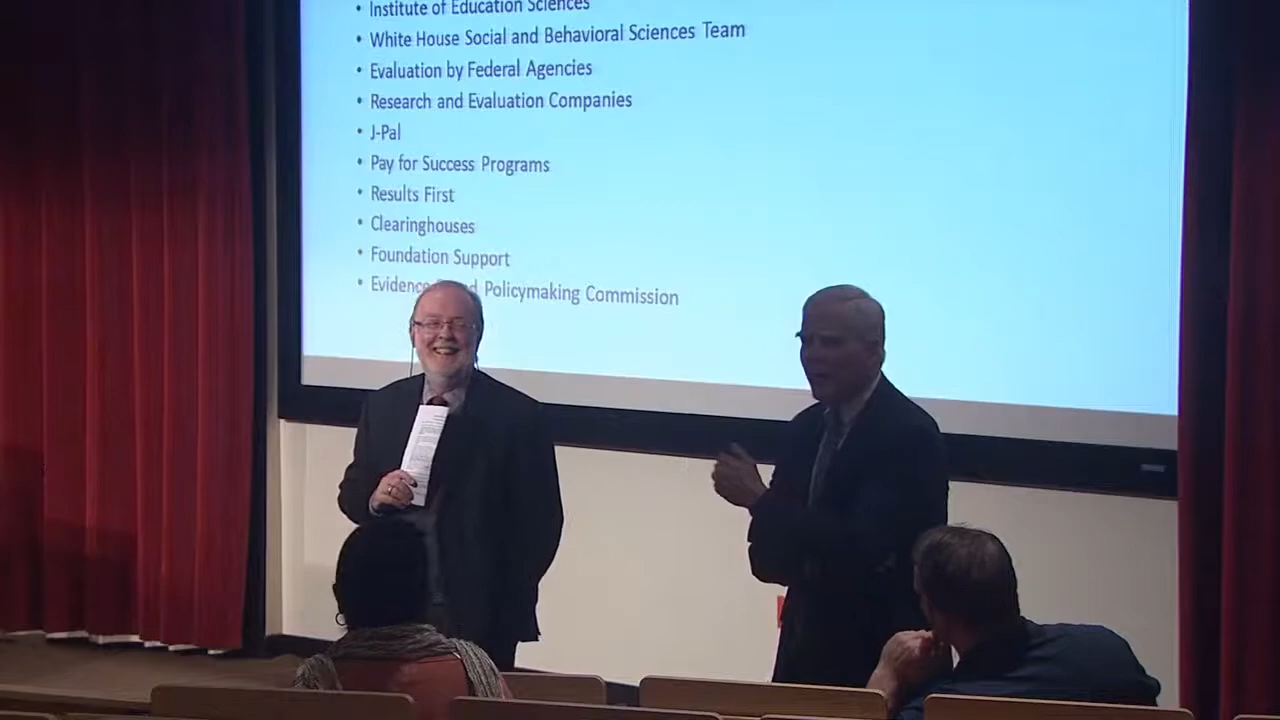 • Institute of Education Sciences
• White House Social and Behavioral Sciences Team
• Evaluation by Federal Agencies
• Research and Evaluation Companies
• J-Pal
• Pay for Success Programs
• Results First
• Clearinghouses
• Foundation Support
• Evidence Policymaking Commission